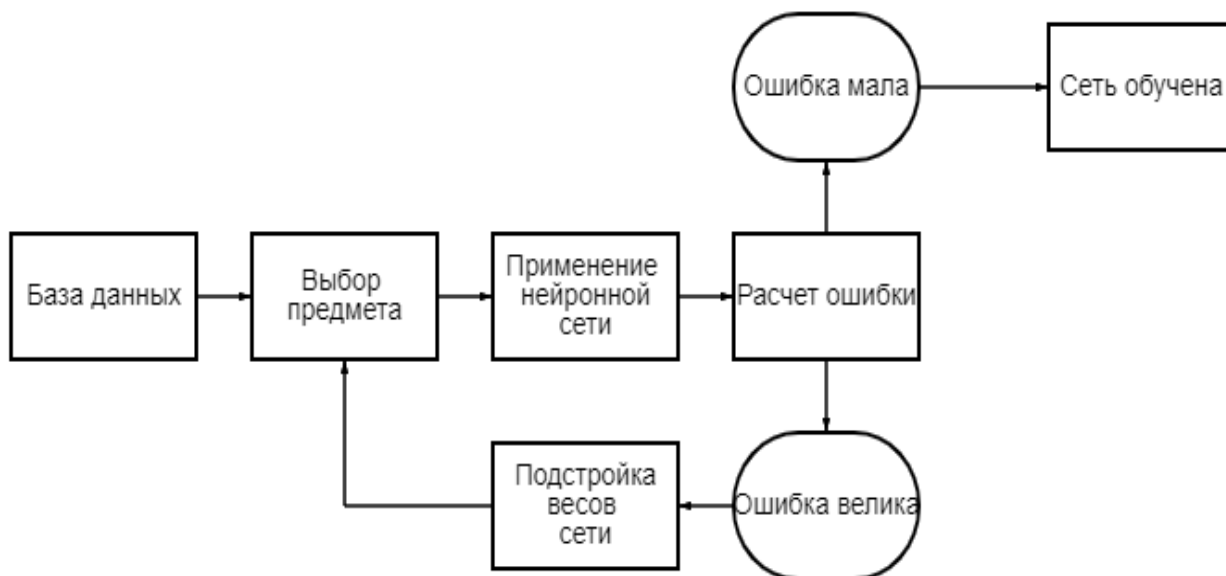 Ошибка мала
Сеть обучена
База данных
Выбор
предмета
Применение
нейронной
сети
Расчет ошибки
Подстройка
весов
сети
Ошибка велика